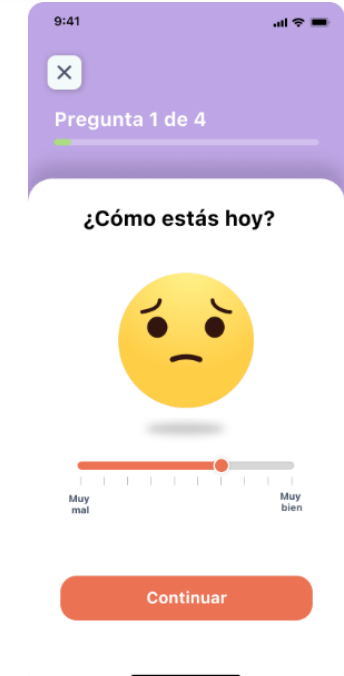 9:41
Pregunta 1 de 4
¿Cómo estás hoy?
Muy
mal
Muy
bien
Continuar